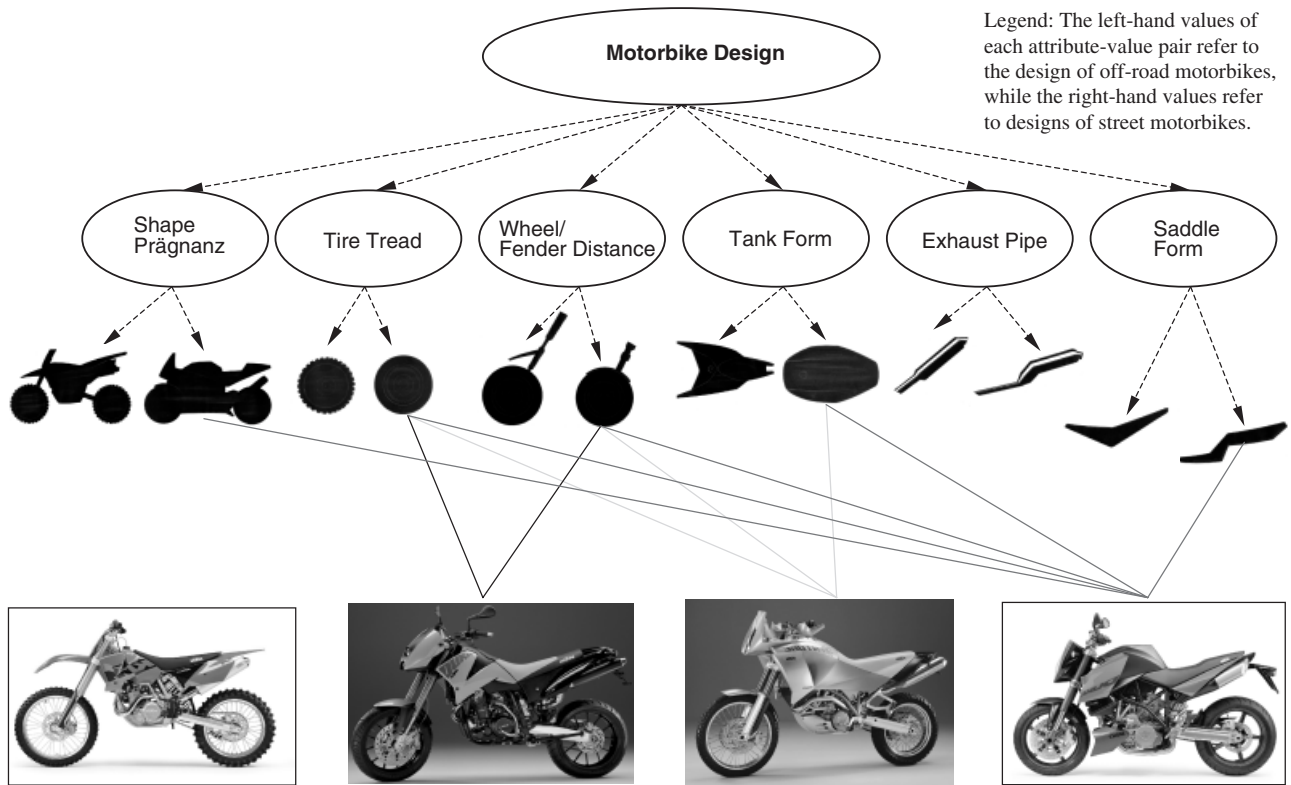 Motorbike Design
Legend: The left-hand values of
each attribute-value pair refer to
the design of off-road motorbikes,
while the right-hand values refer
to designs of street motorbikes.
Shape
Prägnanz
Tire Tread
Wheel/
Fender Distance
Tank Form
Exhaust Pipe
Saddle
Form